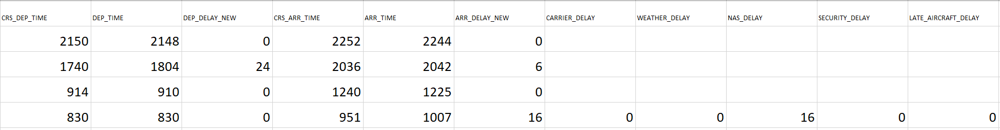 CRS_DEP_TIME DEP_TIME DEP_DELAY_NEW CRS_ARR_TIME ARR_TIME ARR_DELAY_NEW CARRIER_DELAY WEATHER_DELAY NAS_DELAY SECURITY_DELAY LATE_AIRCRAFT_DELAY
2150 2148 0 2252 2244 0
1740 1804 24 2036 2042 6
914 910 0 1240 1225 0
830 830 0 951 1007 16 0 0 16 0 0